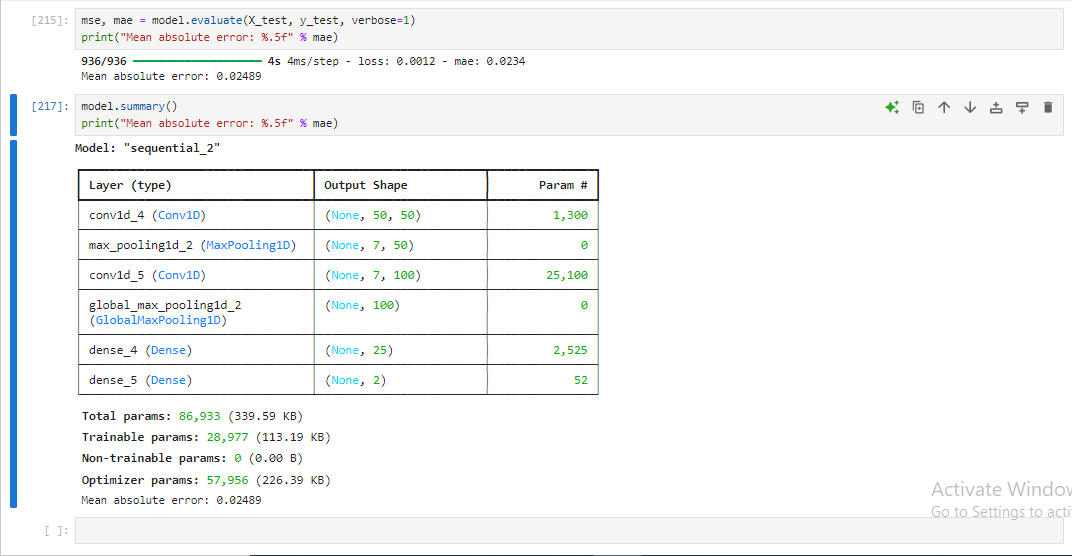 [215]: mse, mae = model.evaluate(X_test, y_test, verbose=1)
print("Mean absolute error: %.5f" % mae)
936/936 ━━━━━━━━━━━━━━━━━━━━ 4s 4ms/step - loss: 0.0012 - mae: 0.0234
Mean absolute error: 0.02489
[217]: model.summary()
print("Mean absolute error: %.5f" % mae)
Model: "sequential_2"
Layer (type) Output Shape Param #
conv1d_4 (Conv1D) (None, 50, 50) 1,300
max_pooling1d_2 (MaxPooling1D) (None, 7, 50) 0
conv1d_5 (Conv1D) (None, 7, 100) 25,100
global_max_pooling1d_2 (None, 100) 0
(GlobalMaxPooling1D)
dense_4 (Dense) (None, 25) 2,525
dense_5 (Dense) (None, 2) 52
Total params: 86,933 (339.59 KB)
Trainable params: 28,977 (113.19 KB)
Non-trainable params: 0 (0.00 B)
Optimizer params: 57,956 (226.39 KB)
Mean absolute error: 0.02489
Activate Window
Go to Settings to acti
[ ]: